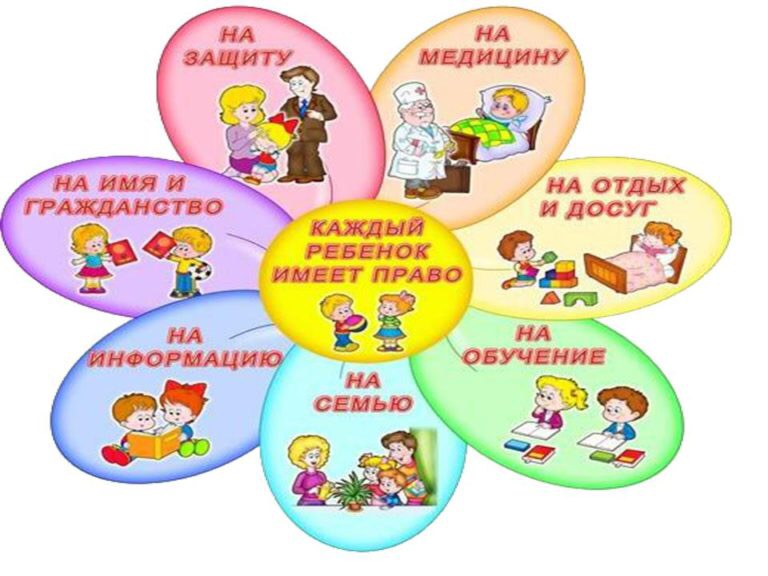 КАЖДЫЙ
РЕБЕНОК
ИМЕЕТ ПРАВО
НА
ЗАЩИТУ
НА
МЕДИЦИНУ
НА ОТДЫХ
И ДОСУГ
НА
ОБУЧЕНИЕ
НА
СЕМЬЮ
НА
ИНФОРМАЦИЮ
НА ИМЯ И
ГРАЖДАНСТВО